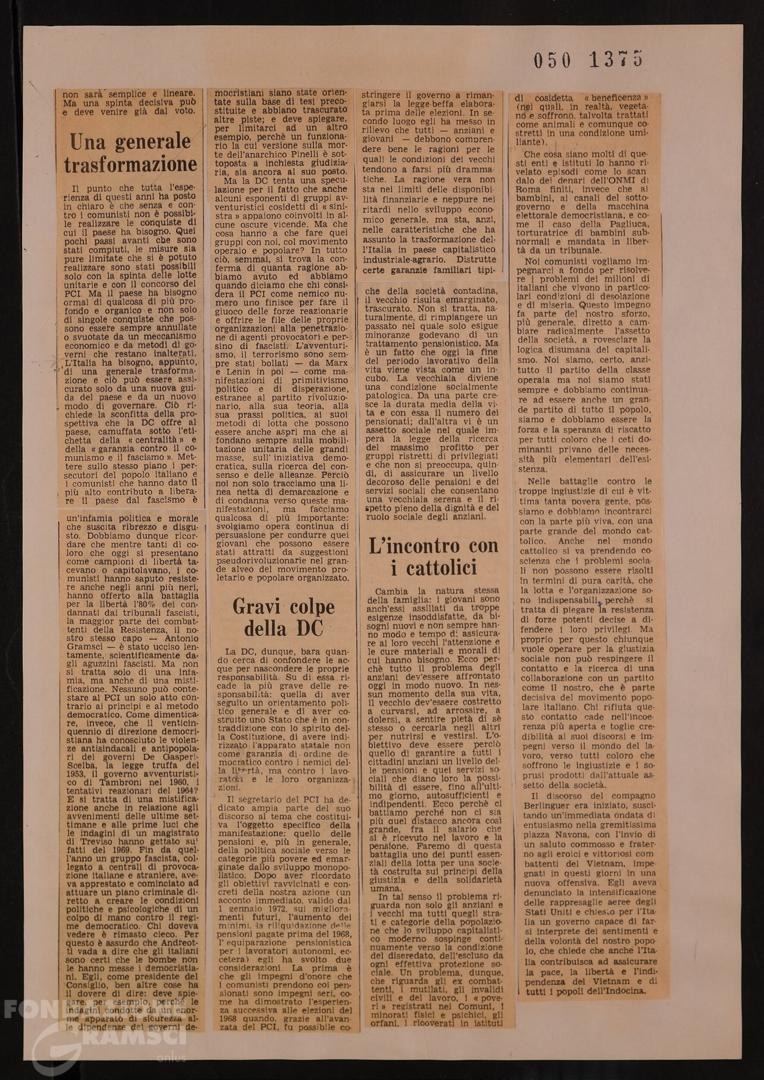 050 1375
non sarà semplice e lineare.
Ma una spinta decisiva può
e deve venire già dal voto.
Una generale
trasformazione
Il punto che tutta l'espe-
rienza di questi anni ha posto
in chiaro è che senza e con-
tro i comunisti non è possibi-
le realizzare le conquiste di
cui il paese ha bisogno. Quei
pochi passi avanti che sono
stati compiuti, le misure sia
pure limitate che si è potuto
realizzare sono stati possibili
solo con la spinta delle lotte
unitarie e con il concorso del
PCI. Ma il paese ha bisogno
ormai di qualcosa di più pro-
fondo e organico e non solo
di singole conquiste che pos-
sono essere sempre annullate
o svuotate da un meccanismo
economico e da metodi di go-
verni che restano inalterati.
L'Italia ha bisogno, appunto,
di una generale trasforma-
zione e ciò può essere assi-
curato solo da una nuova gui-
da del paese e da un nuovo
modo di governare. Ciò ri-
chiede la sconfitta della pro-
spettiva che la DC offre al
paese, camuffata sotto l'eti-
chetta della « centralità » e
della « garanzia contro il co-
munismo e il fascismo ». Met-
tere sullo stesso piano i per-
secutori del popolo italiano e
i comunisti che hanno dato il
più alto contributo a libera-
re il paese dal fascismo è
un'infamia politica e morale
che suscita ribrezzo e disgu-
sto. Dobbiamo dunque ricor-
dare che mentre tanti di co-
loro che oggi si presentano
come campioni di libertà ta-
cevano o capitolavano, i co-
munisti hanno saputo resiste-
re anche negli anni più neri,
hanno offerto alla battaglia
per la libertà l'80% dei con-
dannati dai tribunali fascisti,
la maggior parte dei combat-
tenti della Resistenza, il no-
stro stesso capo — Antonio
Gramsci — è stato ucciso len-
tamente, scientificamente da-
gli aguzzini fascisti. Ma non
si tratta solo di una infa-
mia, ma anche di una misti-
ficazione. Nessuno può conte-
stare al PCI un solo atto con-
trario ai principi e al metodo
democratico. Come dimentica-
re, invece, che il ventincin-
quennio di direzione democri-
stiana ha conosciuto le violen-
ze antisindacali e antipopola-
ri dei governi De Gasperi-
Scelba, la legge truffa del
1953, il governo avventuristi-
co di Tambroni nel 1960, i
tentativi reazionari del 1964?
E si tratta di una mistifica-
zione anche in relazione agli
avvenimenti delle ultime set-
timane e alle prime luci che
le indagini di un magistrato
di Treviso hanno gettato su'
fatti del 1969. Fin da quel-
l'anno un gruppo fascista, col-
legato a centrali di provoca-
zione italiane e straniere, ave-
va apprestato e cominciato ad
attuare un piano criminale di-
retto a creare le condizioni
politiche e psicologiche di un
colpo di mano contro il regi-
me democratico. Chi doveva
vedere è rimasto cieco. Per
questo è assurdo che Andreot-
ti vada a dire che gli italiani
sono certi che le bombe non
le hanno messe i democristia-
ni. Egli, come presidente del
Consiglio, ben altre cose ha
il dovere di dire: deve spie-
gare, per esempio, perché le
indagini condotte da un enor-
me apparato di sicurezza al-
le dipendenze dei governi de-
mocristiani siano state orien-
tate sulla base di tesi preco-
stituite e abbiano trascurato
altre piste; e deve spiegare,
per limitarci ad un altro
esempio, perché un funziona-
rio la cui versione sulla mor-
te dell'anarchico Pinelli è sot-
toposta a inchiesta giudizia-
ria, sia ancora al suo posto.
Ma la DC tenta una specu-
lazione per il fatto che anche
alcuni esponenti di gruppi av-
venturistici cosidetti di « sini-
stra » appaiono coinvolti in al-
cune oscure vicende. Ma che
cosa hanno a che fare quei
gruppi con noi, col movimento
operaio e popolare? In tutto
ciò, semmai, si trova la con-
ferma di quanta ragione ab-
biamo avuto ed abbiamo
quando diciamo che chi consi-
dera il PCI come nemico nu-
mero uno finisce per fare il
giuoco delle forze reazionarie
e offrire le file delle proprie
organizzazioni alla penetrazio-
ne di agenti provocatori e per-
sino di fascisti. L'avventuri-
smo, il terrorismo sono sem-
pre stati bollati — da Marx
e Lenin in poi — come ma-
nifestazioni di primitivismo
politico e di disperazione,
estranee al partito rivoluzio-
nario, alla sua teoria, alla
sua prassi politica, ai suoi
metodi di lotta che possono
essere anche aspri ma che si
fondano sempre sulla mobili-
tazione unitaria delle grandi
masse, sull'iniziativa demo-
cratica, sulla ricerca del con-
senso e delle alleanze. Perciò
noi non solo tracciamo una li-
nea netta di demarcazione e
di condanna verso queste ma-
nifestazioni, ma facciamo
qualcosa di più importante:
svolgiamo opera continua di
persuasione per condurre quei
giovani che possono essere
stati attratti da suggestioni
pseudorivoluzionarie nel gran-
de alveo del movimento pro-
letario e popolare organizzato.
Gravi colpe
della DC
La DC, dunque, bara quan-
do cerca di confondere le ac-
que per nascondere le proprie
responsabilità. Su di essa ri-
cade la più grave delle re-
sponsabilità: quella di aver
seguito un orientamento poli-
tico generale e di aver co-
struito uno Stato che è in con-
traddizione con lo spirito del-
la Costituzione, di avere indi-
rizzato l'apparato statale non
come garanzia di ordine de-
mocratico contro i nemici del-
la libertà, ma contro i lavo-
ratori e le loro organizza-
zioni.
Il segretario del PCI ha de-
dicato ampia parte del suo
discorso al tema che costitui-
va l'oggetto specifico della
manifestazione: quello delle
pensioni e, più in generale,
della politica sociale verso le
categorie più povere ed emar-
ginate dallo sviluppo monopo-
listico. Dopo aver ricordato
gli obiettivi ravvicinati e con-
creti della nostra azione (un
acconto immediato, valido dal
1 gennaio 1972, sui migliora-
menti futuri, l'aumento dei
minimi, la riliquidazione delle
pensioni pagate prima del 1968,
l'equiparazione pensionistica
per i lavoratori autonomi, ec-
cetera) egli ha svolto due
considerazioni. La prima è
che gli impegni d'onore che
i comunisti prendono coi pen-
sionati sono impegni seri, co-
me ha dimostrato l'esperien-
za successiva alle elezioni del
1968 quando, grazie all'avan-
zata del PCI, fu possibile co-
stringere il governo a riman-
giarsi la legge-beffa elabora-
ta prima delle elezioni. In se-
condo luogo egli ha messo in
rilievo che tutti — anziani e
giovani — debbono compren-
dere bene le ragioni per le
quali le condizioni dei vecchi
tendono a farsi più dramma-
tiche. La ragione vera non
sta nei limiti delle disponibi-
lità finanziarie e neppure nei
ritardi nello sviluppo econo-
mico generale, ma sta, anzi,
nelle caratteristiche che ha
assunto la trasformazione del-
l'Italia in paese capitalistico
industriale-agrario. Distrutte
certe garanzie familiari tipi-
che della società contadina,
il vecchio risulta emarginato,
trascurato. Non si tratta, na-
turalmente, di rimpiangere un
passato nel quale solo esigue
minoranze godevano di un
trattamento pensionistico. Ma
è un fatto che oggi la fine
del periodo lavorativo della
vita viene vista come un in-
cubo. La vecchiaia diviene
una condizione socialmente
patologica. Da una parte cre-
sce la durata media della vi-
ta e con essa il numero dei
pensionati; dall'altra vi è un
assetto sociale nel quale im-
pera la legge della ricerca
del massimo profitto per
gruppi ristretti di privilegiati
e che non si preoccupa, quin-
di, di assicurare un livello
decoroso delle pensioni e dei
servizi sociali che consentano
una vecchiaia serena e il ri-
spetto pieno della dignità e del
ruolo sociale degli anziani.
L'incontro con
i cattolici
Cambia la natura stessa
della famiglia: i giovani sono
anch'essi assillati da troppe
esigenze insoddisfatte, da bi-
sogni nuovi e non sempre han-
no modo e tempo di assicura-
re ai loro vecchi l'attenzione e
le cure materiali e morali di
cui hanno bisogno. Ecco per-
chè tutto il problema degli
anziani dev'essere affrontato
oggi in modo nuovo. In nes-
sun momento della sua vita,
il vecchio dev'essere costretto
a curvarsi, ad arrossire, a
dolersi, a sentire pietà di sè
stesso o cercarla negli altri
per nutrirsi e vestirsi. L'o-
biettivo deve essere perciò
quello di garantire a tutti i
cittadini anziani un livello del-
le pensioni e quei servizi so-
ciali che diano loro la possi-
bilità di essere, fino all'ulti-
mo giorno, autosufficienti e
indipendenti. Ecco perchè ci
battiamo perché non ci sia
un distacco ancora così
grande, fra il salario che
si è ricevuto nel lavoro e la
pensione. Faremo di questa
battaglia uno dei punti essen-
ziali della lotta per una socie-
tà costruita sui principi della
giustizia e della solidarietà
umana.
In tal senso il problema ri-
guarda non solo gli anziani e
i vecchi ma tutti quegli stra-
ti e categorie della popolazio-
ne che lo sviluppo capitalisti-
co moderno sospinge conti-
nuamente verso la condizione
del diseredato, dell'escluso da
ogni effettiva protezione so-
ciale. Un problema, dunque,
che riguarda gli ex combat-
tenti, i mutilati, gli invalidi
civili e del lavoro, i « pove-
ri » registrati nei Comuni, i
minorati fisici e psichici, gli
orfani, i ricoverati in istituti
di cosidetta « beneficenza »
(nei quali, in realtà, vegeta-
no e soffrono, talvolta trattati
come animali e comunque co-
stretti in una condizione umi-
liante).
Che cosa siano molti di que-
sti enti e istituti lo hanno ri-
velato episodi come lo scan-
dalo dei denari dell'ONMI di
Roma finiti, invece che ai
bambini, ai canali del sotto-
governo e della macchina
elettorale democristiana, e co-
me il caso della Pagliuca,
torturatrice di bambini sub-
normali e mandata in liber-
tà da un tribunale.
Noi comunisti vogliamo im-
pegnarci a fondo per risolve-
re i problemi dei milioni di
italiani che vivono in partico-
lari condizioni di desolazione
e di miseria. Questo impegno
fa parte del nostro sforzo,
più generale, diretto a cam-
biare radicalmente l'assetto
della società, a rovesciare la
logica disumana del capitali-
smo. Noi siamo, certo, anzi-
tutto il partito della classe
operaia ma noi siamo stati
sempre e dobbiamo continua-
re ad essere anche un gran-
de partito di tutto il popolo,
siamo e dobbiamo essere la
forza e la speranza di riscatto
per tutti coloro che i ceti do-
minanti privano delle neces-
sità più elementari dell'esi-
stenza.
Nelle battaglie contro le
troppe ingiustizie di cui è vit-
tima tanta povera gente, pos-
siamo e dobbiamo incontrarci
con la parte più viva, con una
parte grande del mondo cat-
tolico. Anche nel mondo
cattolico si va prendendo co-
scienza che i problemi socia-
li non possono essere risolti
in termini di pura carità, che
la lotta e l'organizzazione so-
no indispensabili, perchè si
tratta di piegare la resistenza
di forze potenti decise a di-
fendere i loro privilegi. Ma
proprio per questo chiunque
vuole operare per la giustizia
sociale non può respingere il
contatto e la ricerca di una
collaborazione con un partito
come il nostro, che è parte
decisiva del movimento popo-
lare italiano. Chi rifiuta que-
sto contatto cade nell'incoe-
renza più aperta e toglie cre-
dibilità ai suoi discorsi e im-
pegni verso il mondo del la-
voro, verso tutti coloro che
soffrono le ingiustizie e i so-
prusi prodotti dall'attuale as-
setto della società.
Il discorso del compagno
Berlinguer era iniziato, susci-
tando un'immediata ondata di
entusiasmo nella gremitissima
piazza Navona, con l'invio di
un saluto commosso e frater-
no agli eroici e vittoriosi com-
battenti del Vietnam, impe-
gnati in questi giorni in una
nuova offensiva. Egli aveva
denunciato la intensificazione
delle rappresaglie aeree degli
Stati Uniti e chiesto per l'Ita-
lia un governo capace di far-
si interprete dei sentimenti e
della volontà del nostro popo-
lo, che chiede che anche l'Ita-
lia contribuisca ad assicurare
la pace, la libertà e l'indi-
pendenza del Vietnam e di
tutti i popoli dell'Indocina.
FONDAZIONE
GRAMSCI
onlus